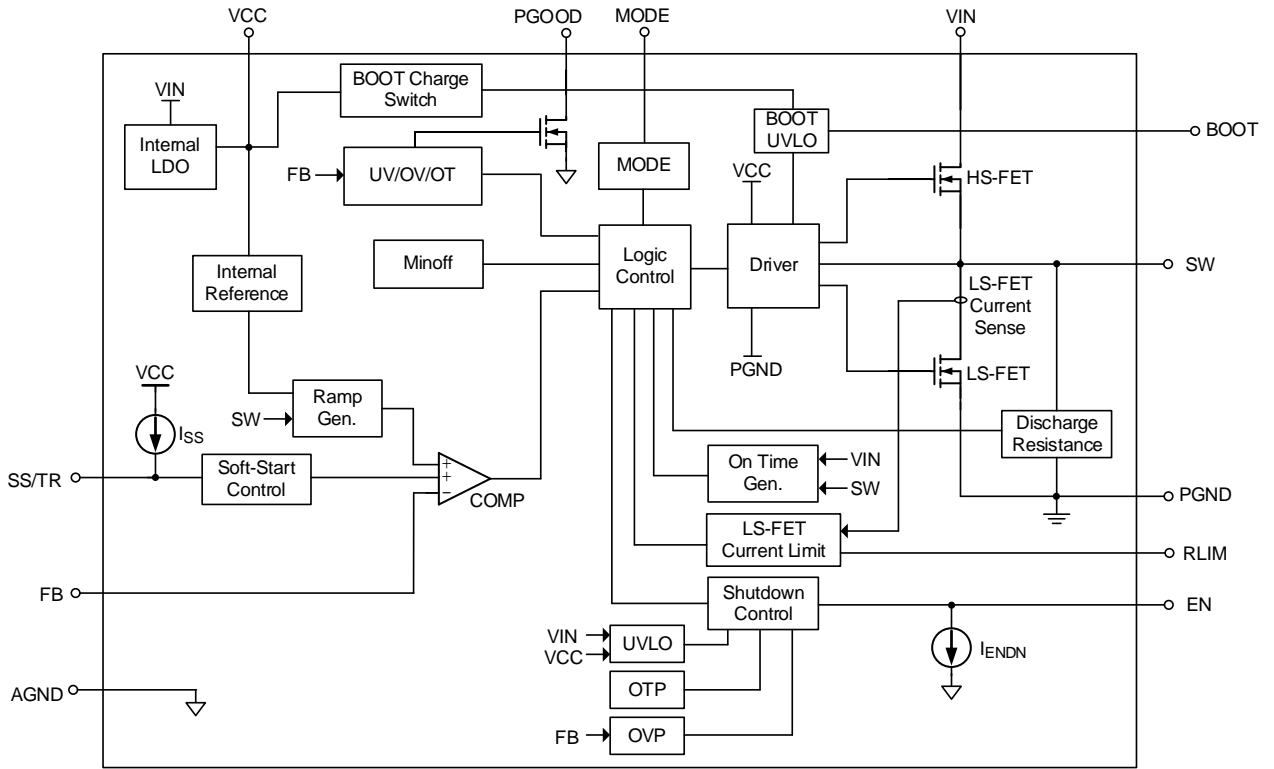 VCC
PGOOD
MODE
VIN
VIN
BOOT Charge
Switch
BOOT
UVLO
BOOT
Internal
LDO
FB
UV/OV/OT
MODE
VCC
HS-FET
Minoff
Logic
Control
Driver
SW
Internal
Reference
LS-FET
Current
Sense
PGND
LS-FET
VCC
ISS
SW
Ramp
Gen.
Discharge
Resistance
SS/TR
Soft-Start
Control
+
+
−
COMP
On Time
Gen.
VIN
SW
PGND
LS-FET
Current Limit
RLIM
FB
Shutdown
Control
EN
VIN
VCC
UVLO
IENDN
OTP
AGND
FB
OVP